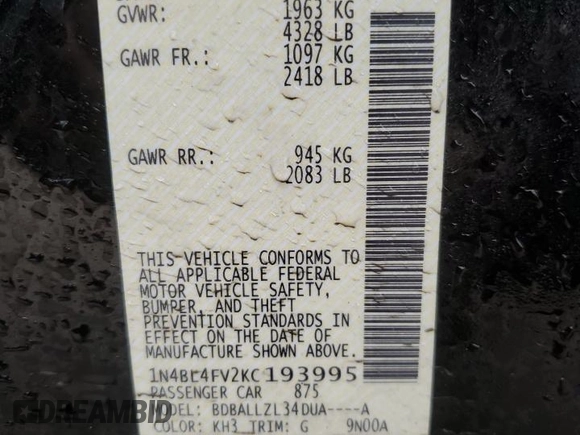 GVWR: 1963 KG
4328 LB
GAWR FR.: 1097 KG
2418 LB
GAWR RR.: 945 KG
2083 LB
THIS VEHICLE CONFORMS TO
ALL APPLICABLE FEDERAL
MOTOR VEHICLE SAFETY,
BUMPER, AND THEFT
PREVENTION STANDARDS IN
EFFECT ON THE DATE OF
MANUFACTURE SHOWN ABOVE.
1N4BL4FV2KC193995
PASSENGER CAR 875
MODEL: BDBALLZL34DUA----A
COLOR: KH3 TRIM: G 9N00A
EPICBIDAMERICA